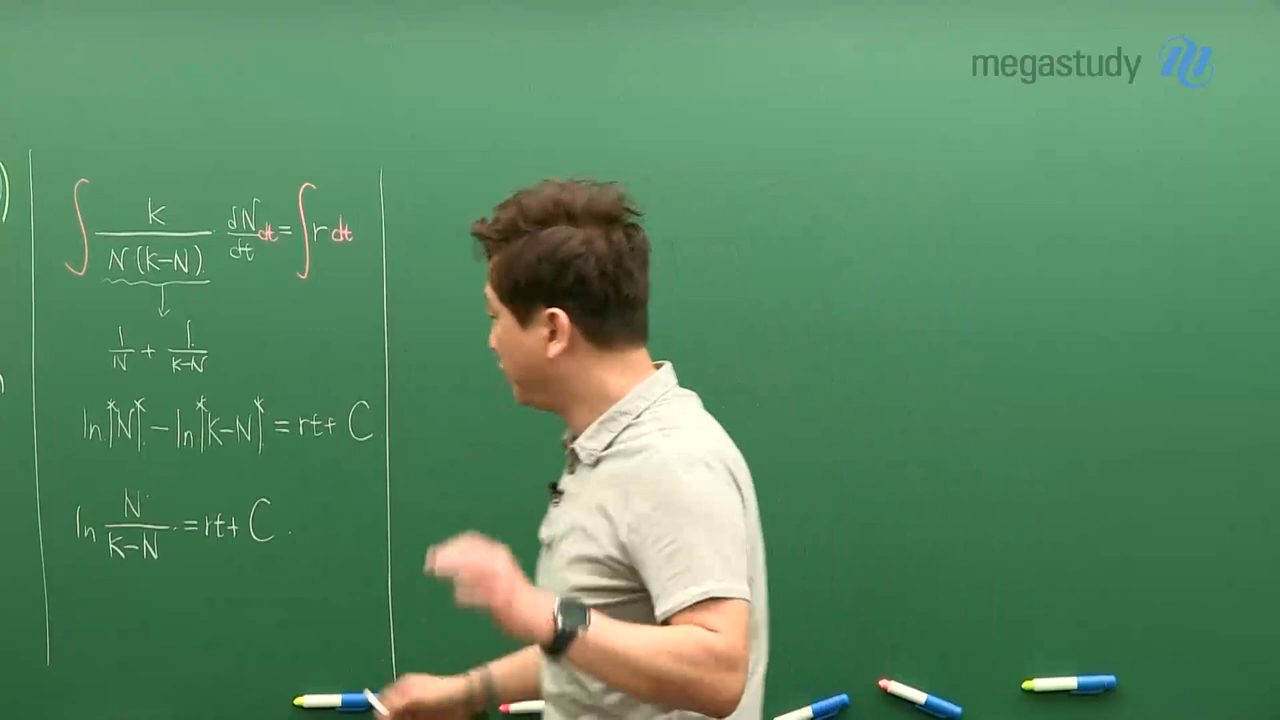 megastudy
∫ K/(N(K-N)) · dN/dt dt = ∫ r dt
1/N + 1/(K-N)
ln|N| - ln|K-N| = rt + C
ln N/(K-N) = rt + C.